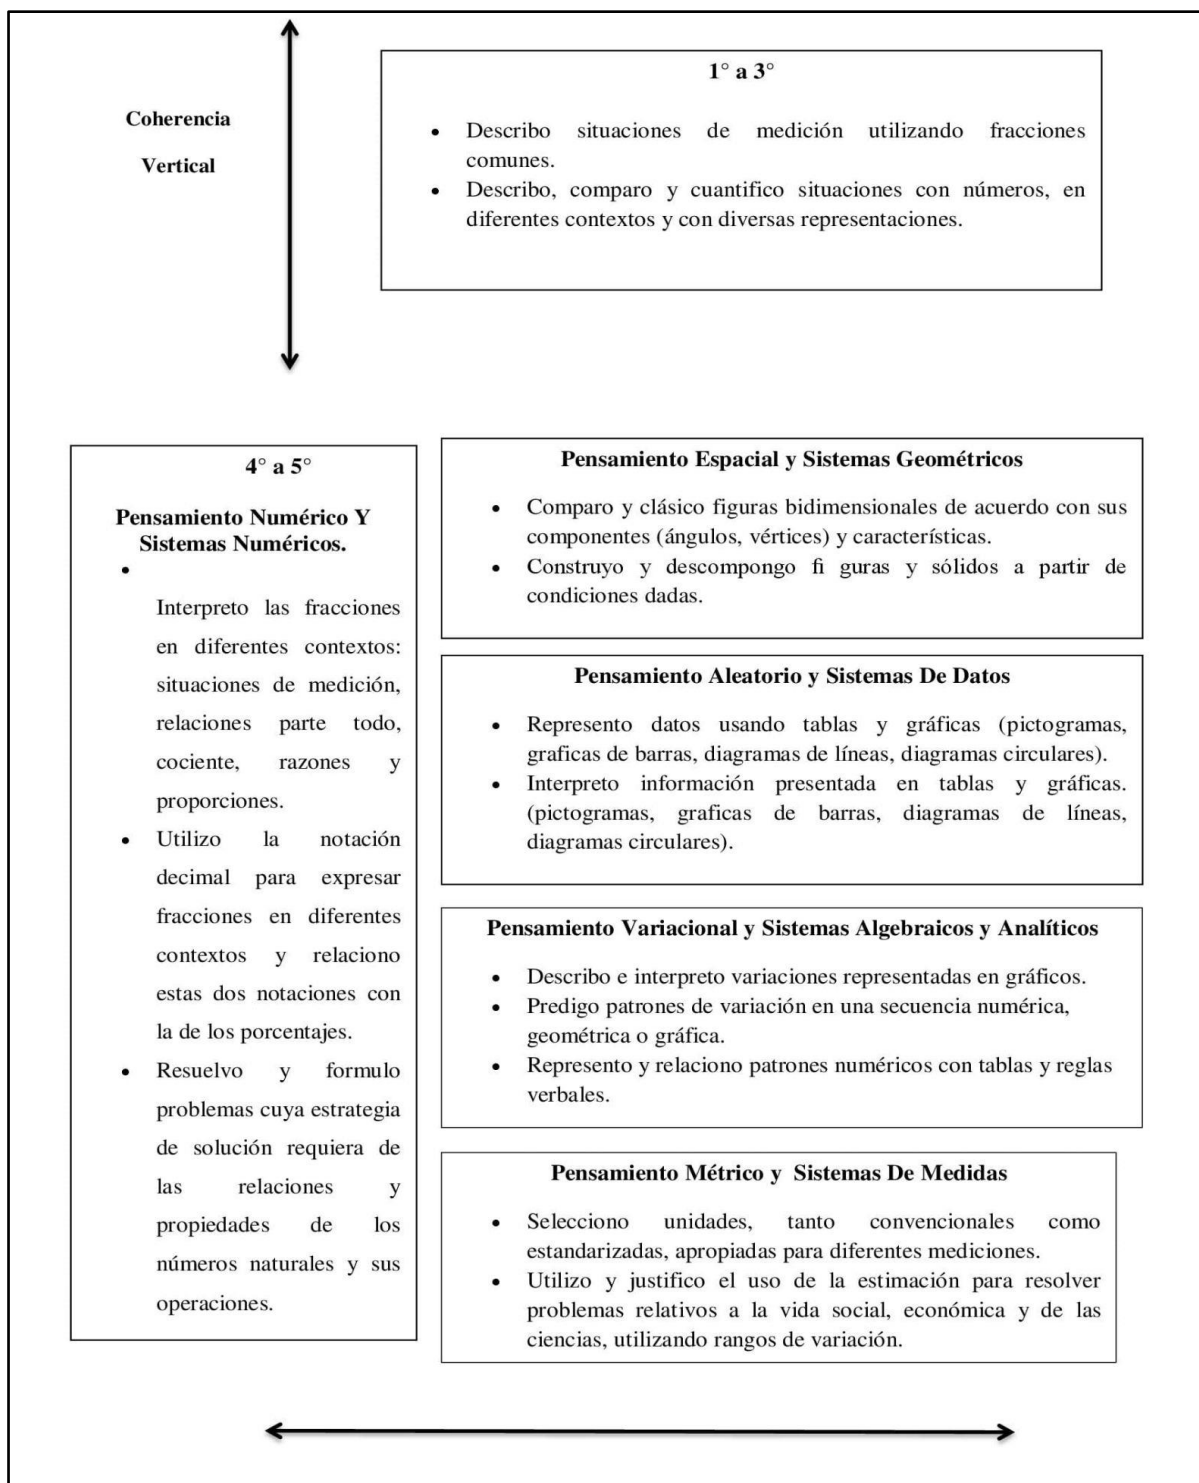 Coherencia
Vertical
1° a 3°
• Describo situaciones de medición utilizando fracciones
comunes.
• Describo, comparo y cuantifico situaciones con números, en
diferentes contextos y con diversas representaciones.
4° a 5°
Pensamiento Numérico Y
Sistemas Numéricos.
•
Interpreto las fracciones
en diferentes contextos:
situaciones de medición,
relaciones parte todo,
cociente, razones y
proporciones.
• Utilizo la notación
decimal para expresar
fracciones en diferentes
contextos y relaciono
estas dos notaciones con
la de los porcentajes.
• Resuelvo y formulo
problemas cuya estrategia
de solución requiera de
las relaciones y
propiedades de los
números naturales y sus
operaciones.
Pensamiento Espacial y Sistemas Geométricos
• Comparo y clásico figuras bidimensionales de acuerdo con sus
componentes (ángulos, vértices) y características.
• Construyo y descompongo fi guras y sólidos a partir de
condiciones dadas.
Pensamiento Aleatorio y Sistemas De Datos
• Represento datos usando tablas y gráficas (pictogramas,
graficas de barras, diagramas de líneas, diagramas circulares).
• Interpreto información presentada en tablas y gráficas.
(pictogramas, graficas de barras, diagramas de líneas,
diagramas circulares).
Pensamiento Variacional y Sistemas Algebraicos y Analíticos
• Describo e interpreto variaciones representadas en gráficos.
• Predigo patrones de variación en una secuencia numérica,
geométrica o gráfica.
• Represento y relaciono patrones numéricos con tablas y reglas
verbales.
Pensamiento Métrico y Sistemas De Medidas
• Selecciono unidades, tanto convencionales como
estandarizadas, apropiadas para diferentes mediciones.
• Utilizo y justifico el uso de la estimación para resolver
problemas relativos a la vida social, económica y de las
ciencias, utilizando rangos de variación.